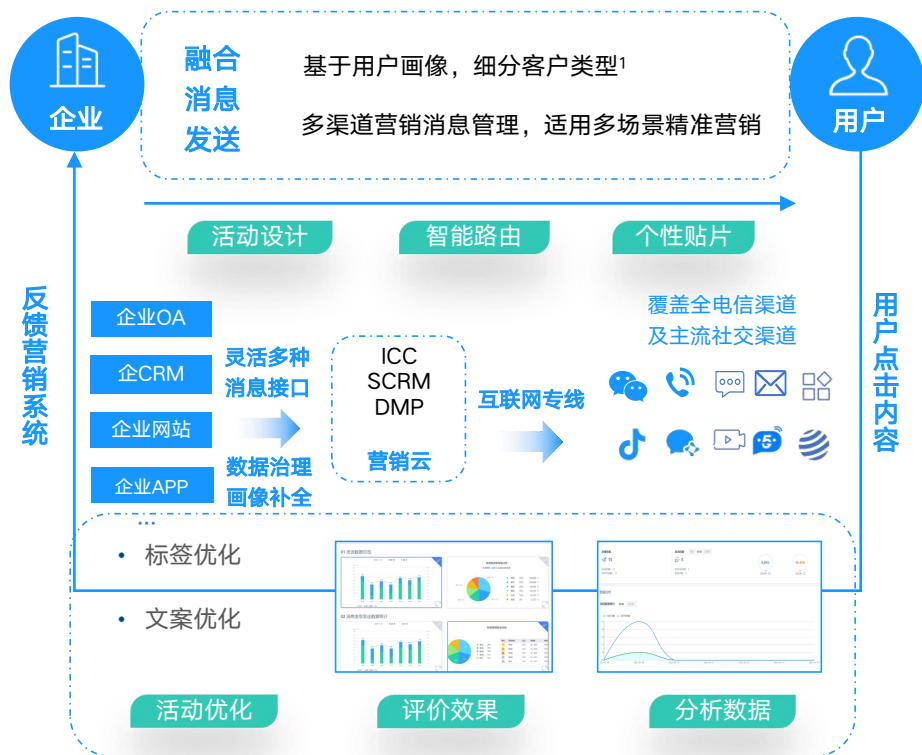 融合
消息
发送
基于用户画像，细分客户类型¹
多渠道营销消息管理，适用多场景精准营销
企业
用户
活动设计
智能路由
个性贴片
反馈营销系统
企业OA
企CRM
企业网站
企业APP
...
灵活多种
消息接口
数据治理
画像补全
ICC
SCRM
DMP
营销云
互联网专线
覆盖全电信渠道
及主流社交渠道
用户点击内容
• 标签优化
• 文案优化
活动优化
评价效果
分析数据